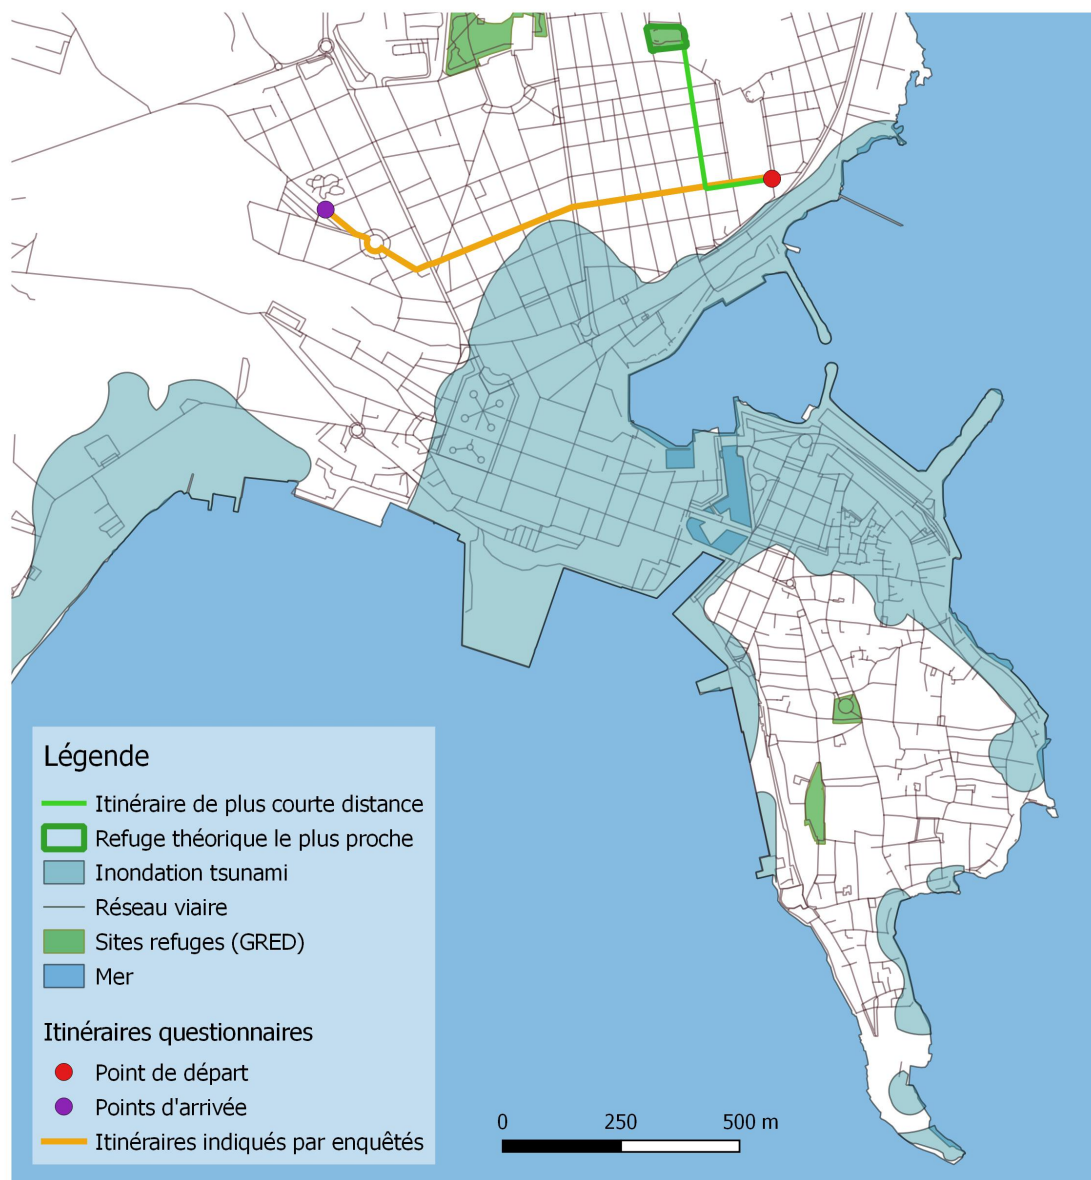 Légende
Itinéraire de plus courte distance
Refuge théorique le plus proche
Inondation tsunami
Réseau viaire
Sites refuges (GRED)
Mer
Itinéraires questionnaires
Point de départ
Points d'arrivée
Itinéraires indiqués par enquêtés
0 250 500 m